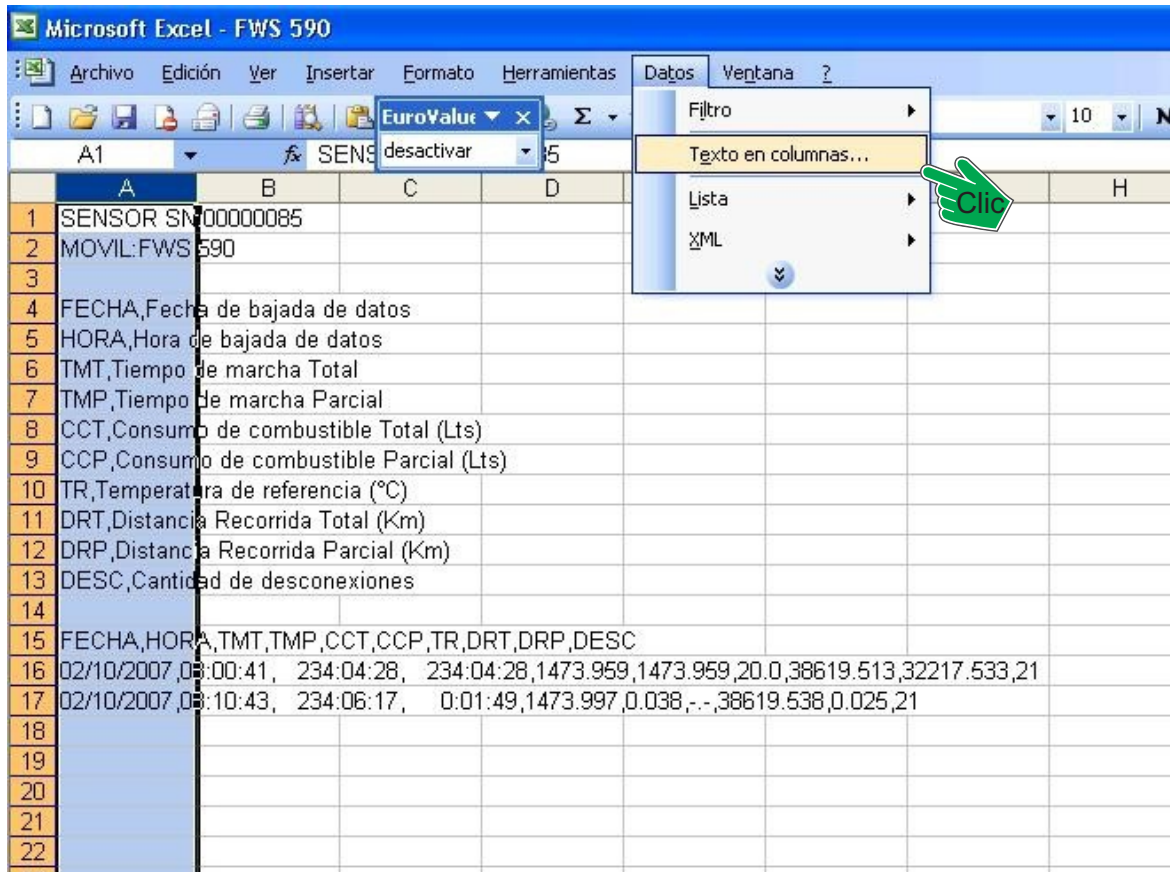 Microsoft Excel - FWS 590
Archivo Edición Ver Insertar Formato Herramientas Datos Ventana ?
EuroValue
Filtro
10 N
A1 fx SENS desactivar 85
Texto en columnas...
Clic
Lista
XML
A B C D H
1 SENSOR SN 00000085
2 MOVIL:FWS 590
3
4 FECHA,Fecha de bajada de datos
5 HORA,Hora de bajada de datos
6 TMT,Tiempo de marcha Total
7 TMP,Tiempo de marcha Parcial
8 CCT,Consumo de combustible Total (Lts)
9 CCP,Consumo de combustible Parcial (Lts)
10 TR,Temperatura de referencia (°C)
11 DRT,Distancia Recorrida Total (Km)
12 DRP,Distancia Recorrida Parcial (Km)
13 DESC,Cantidad de desconexiones
14
15 FECHA,HORA,TMT,TMP,CCT,CCP,TR,DRT,DRP,DESC
16 02/10/2007,08:00:41, 234:04:28, 234:04:28,1473.959,1473.959,20.0,38619.513,32217.533,21
17 02/10/2007,08:10:43, 234:06:17, 0:01:49,1473.997,0.038,-.-,38619.538,0.025,21
18
19
20
21
22